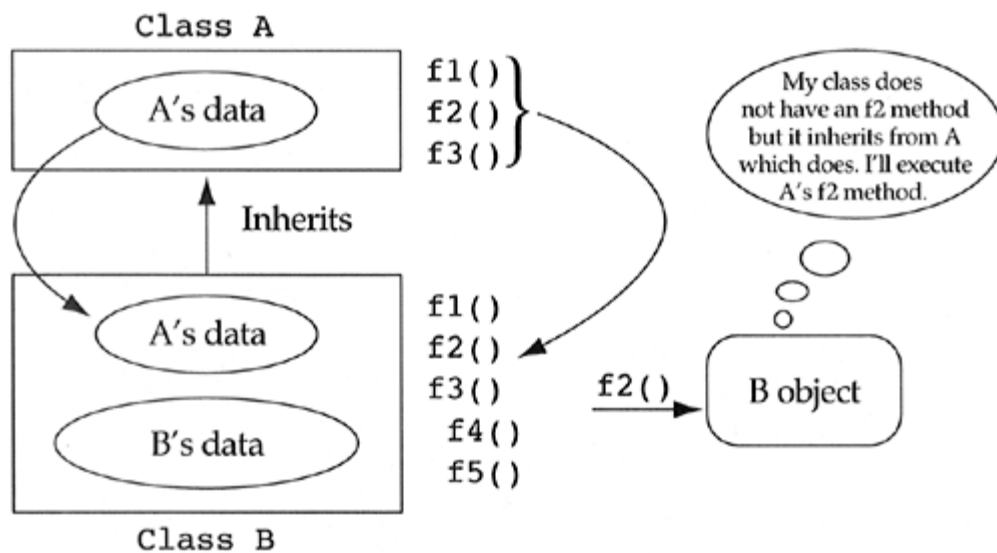 Class A
A's data
f1()
f2()
f3()
My class does
not have an f2 method
but it inherits from A
which does. I'll execute
A's f2 method.
Inherits
A's data
B's data
f1()
f2()
f3()
f4()
f5()
f2()
B object
Class B